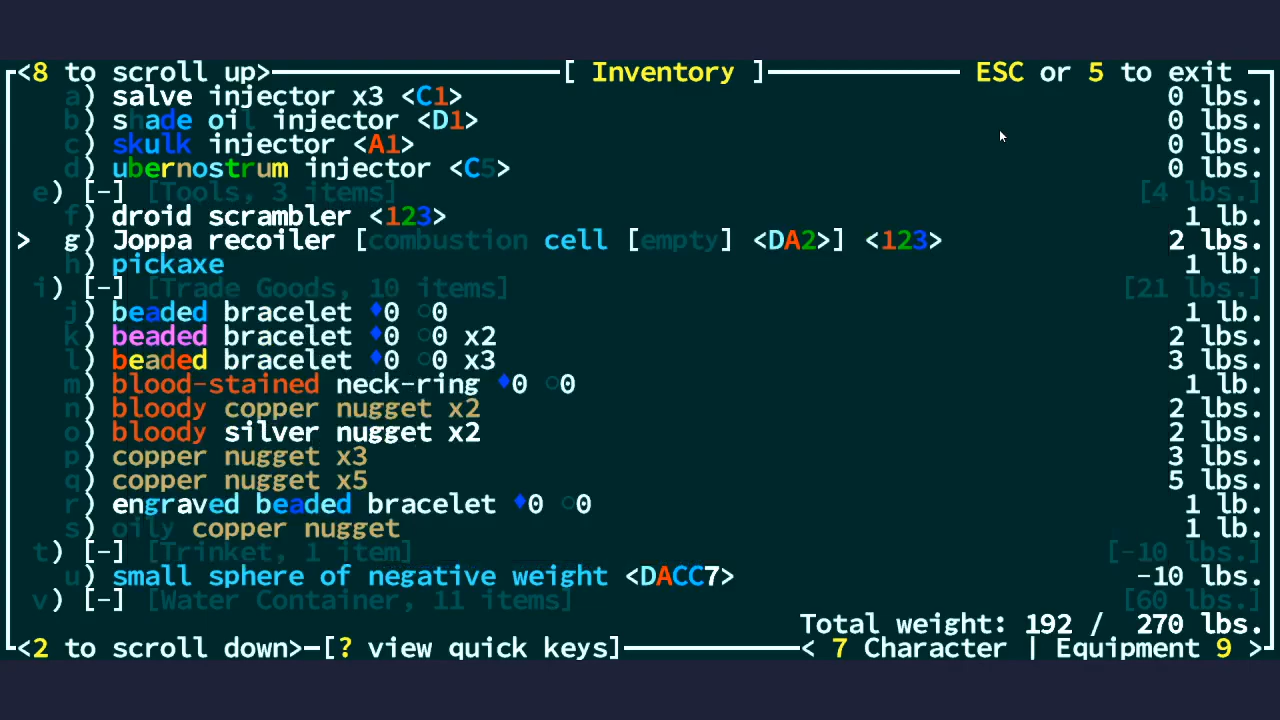 <8 to scroll up> [ Inventory ] ESC or 5 to exit
a) salve injector x3 <C1> 0 lbs.
b) shade oil injector <D1> 0 lbs.
c) skulk injector <A1> 0 lbs.
d) ubernostrum injector <C5> 0 lbs.
e) [-] [Tools, 3 items] [4 lbs.]
f) droid scrambler <123> 1 lb.
> g) Joppa recoiler [combustion cell [empty] <DA2>] <123> 2 lbs.
h) pickaxe 1 lb.
i) [-] [Trade Goods, 10 items] [21 lbs.]
j) beaded bracelet ♦0 ○0 1 lb.
k) beaded bracelet ♦0 ○0 x2 2 lbs.
l) beaded bracelet ♦0 ○0 x3 3 lbs.
m) blood-stained neck-ring ♦0 ○0 1 lb.
n) bloody copper nugget x2 2 lbs.
o) bloody silver nugget x2 2 lbs.
p) copper nugget x3 3 lbs.
q) copper nugget x5 5 lbs.
r) engraved beaded bracelet ♦0 ○0 1 lb.
s) oily copper nugget 1 lb.
t) [-] [Trinket, 1 item] [-10 lbs.]
u) small sphere of negative weight <DACC7> -10 lbs.
v) [-] [Water Container, 11 items] [60 lbs.]
Total weight: 192 / 270 lbs.
<2 to scroll down> [? view quick keys] < 7 Character | Equipment 9 >